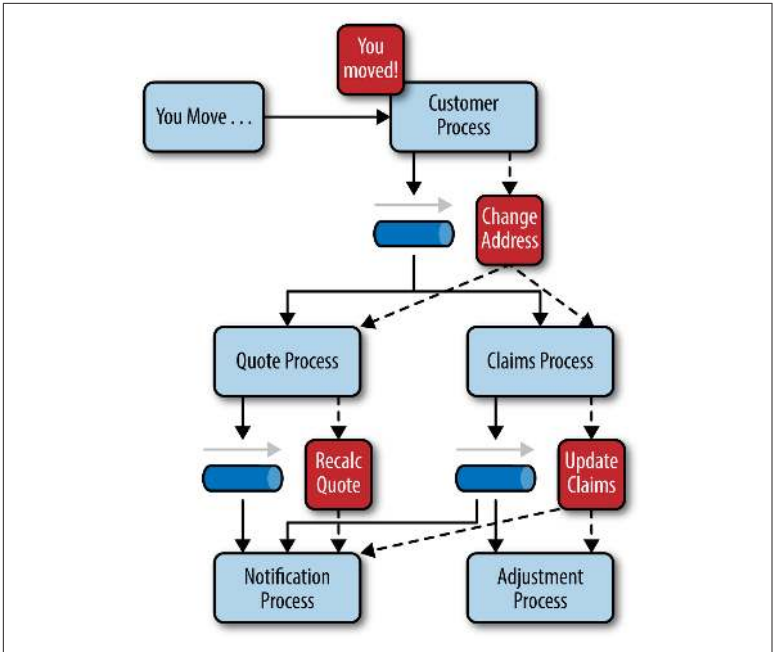 You
moved!
You Move . . .
Customer
Process
Change
Address
Quote Process
Claims Process
Recalc
Quote
Update
Claims
Notification
Process
Adjustment
Process